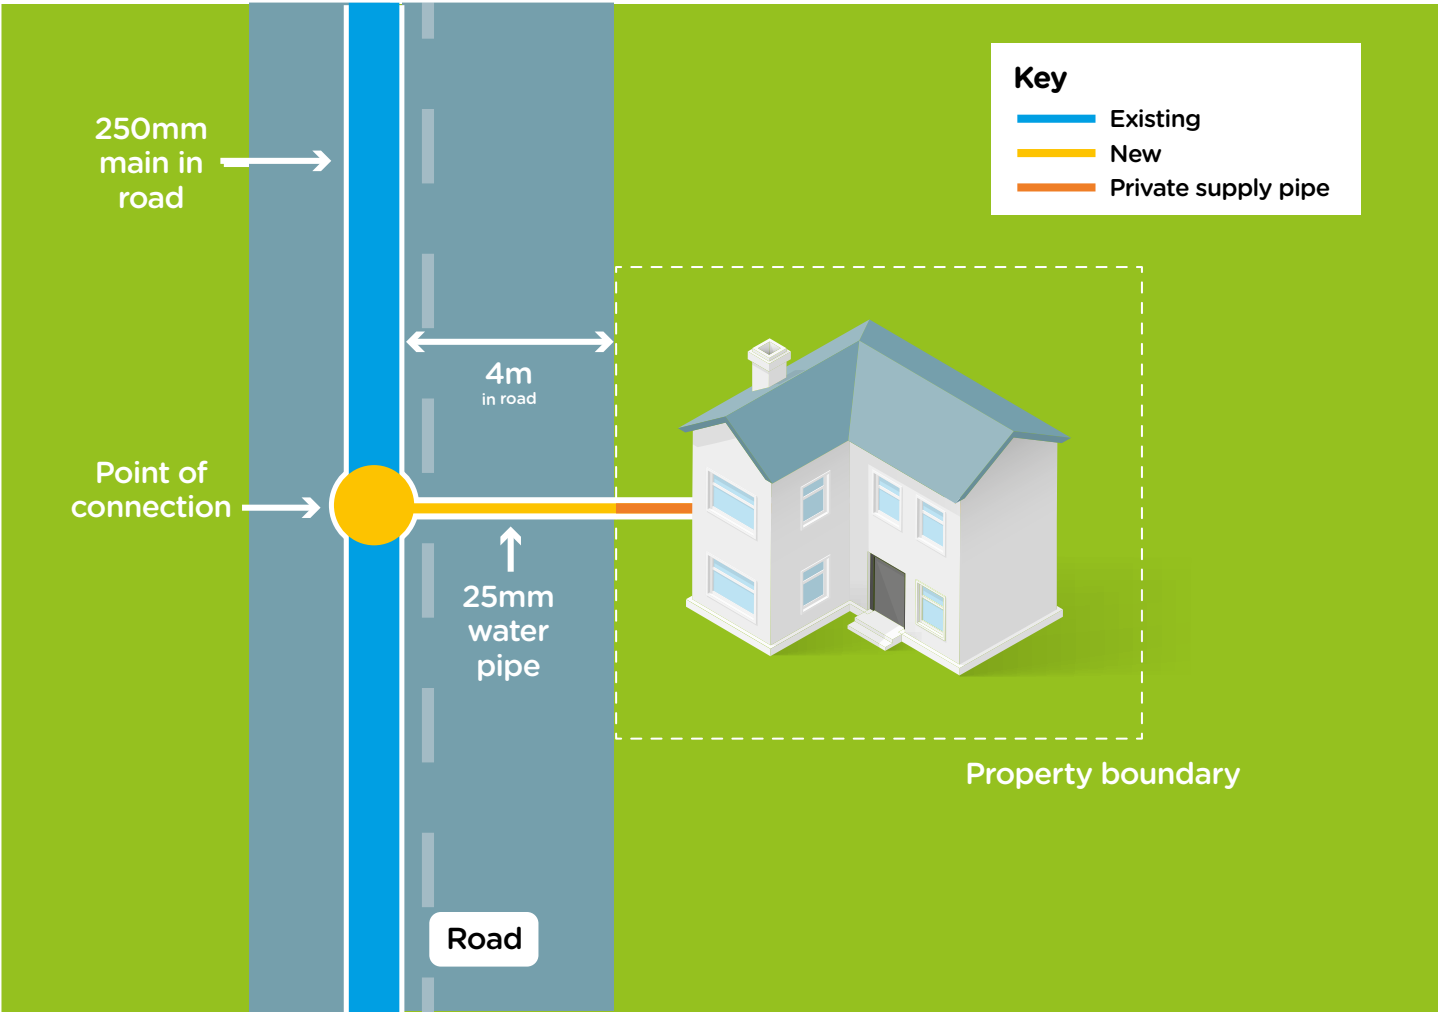 Key
Existing
New
Private supply pipe
250mm
main in
road
4m
in road
Point of
connection
25mm
water
pipe
Property boundary
Road